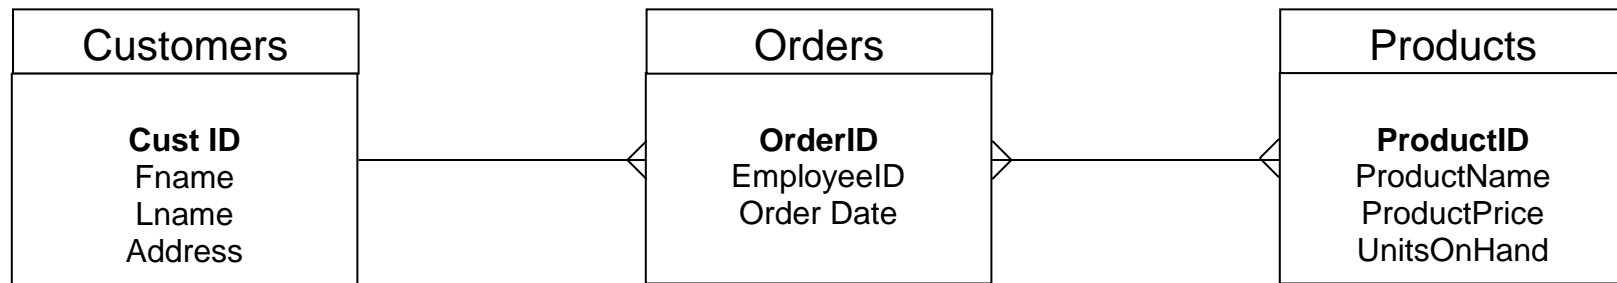 Customers
Cust ID
Fname
Lname
Address
Orders
OrderID
EmployeeID
Order Date
Products
ProductID
ProductName
ProductPrice
UnitsOnHand